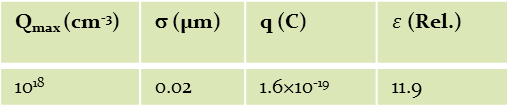 Qmax (cm-3) σ (μm) q (C) ε (Rel.)
10¹⁸ 0.02 1.6×10-19 11.9